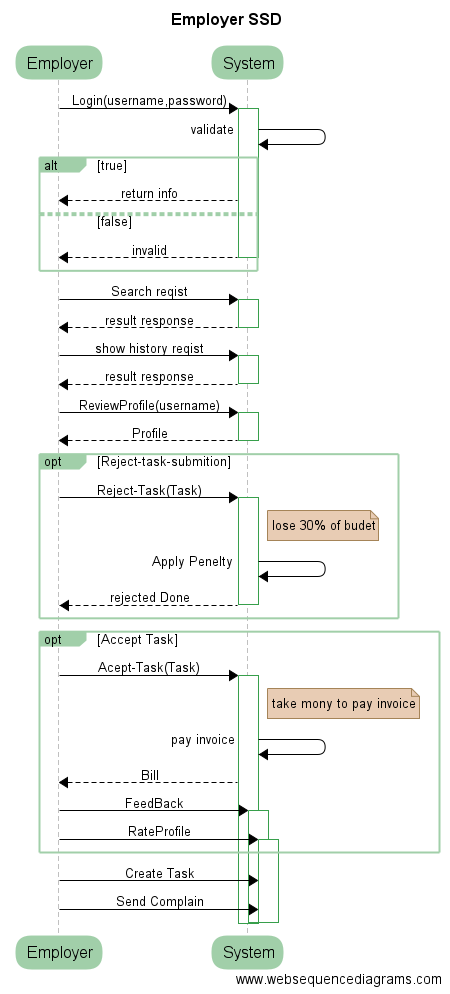 Employer SSD
Employer
System
Login(username,password)
validate
alt
[true]
return info
[false]
invalid
Search reqist
result response
show history reqist
result response
ReviewProfile(username)
Profile
opt
[Reject-task-submition]
Reject-Task(Task)
lose 30% of budet
Apply Penelty
rejected Done
opt
[Accept Task]
Acept-Task(Task)
take mony to pay invoice
pay invoice
Bill
FeedBack
RateProfile
Create Task
Send Complain
Employer
System
www.websequencediagrams.com